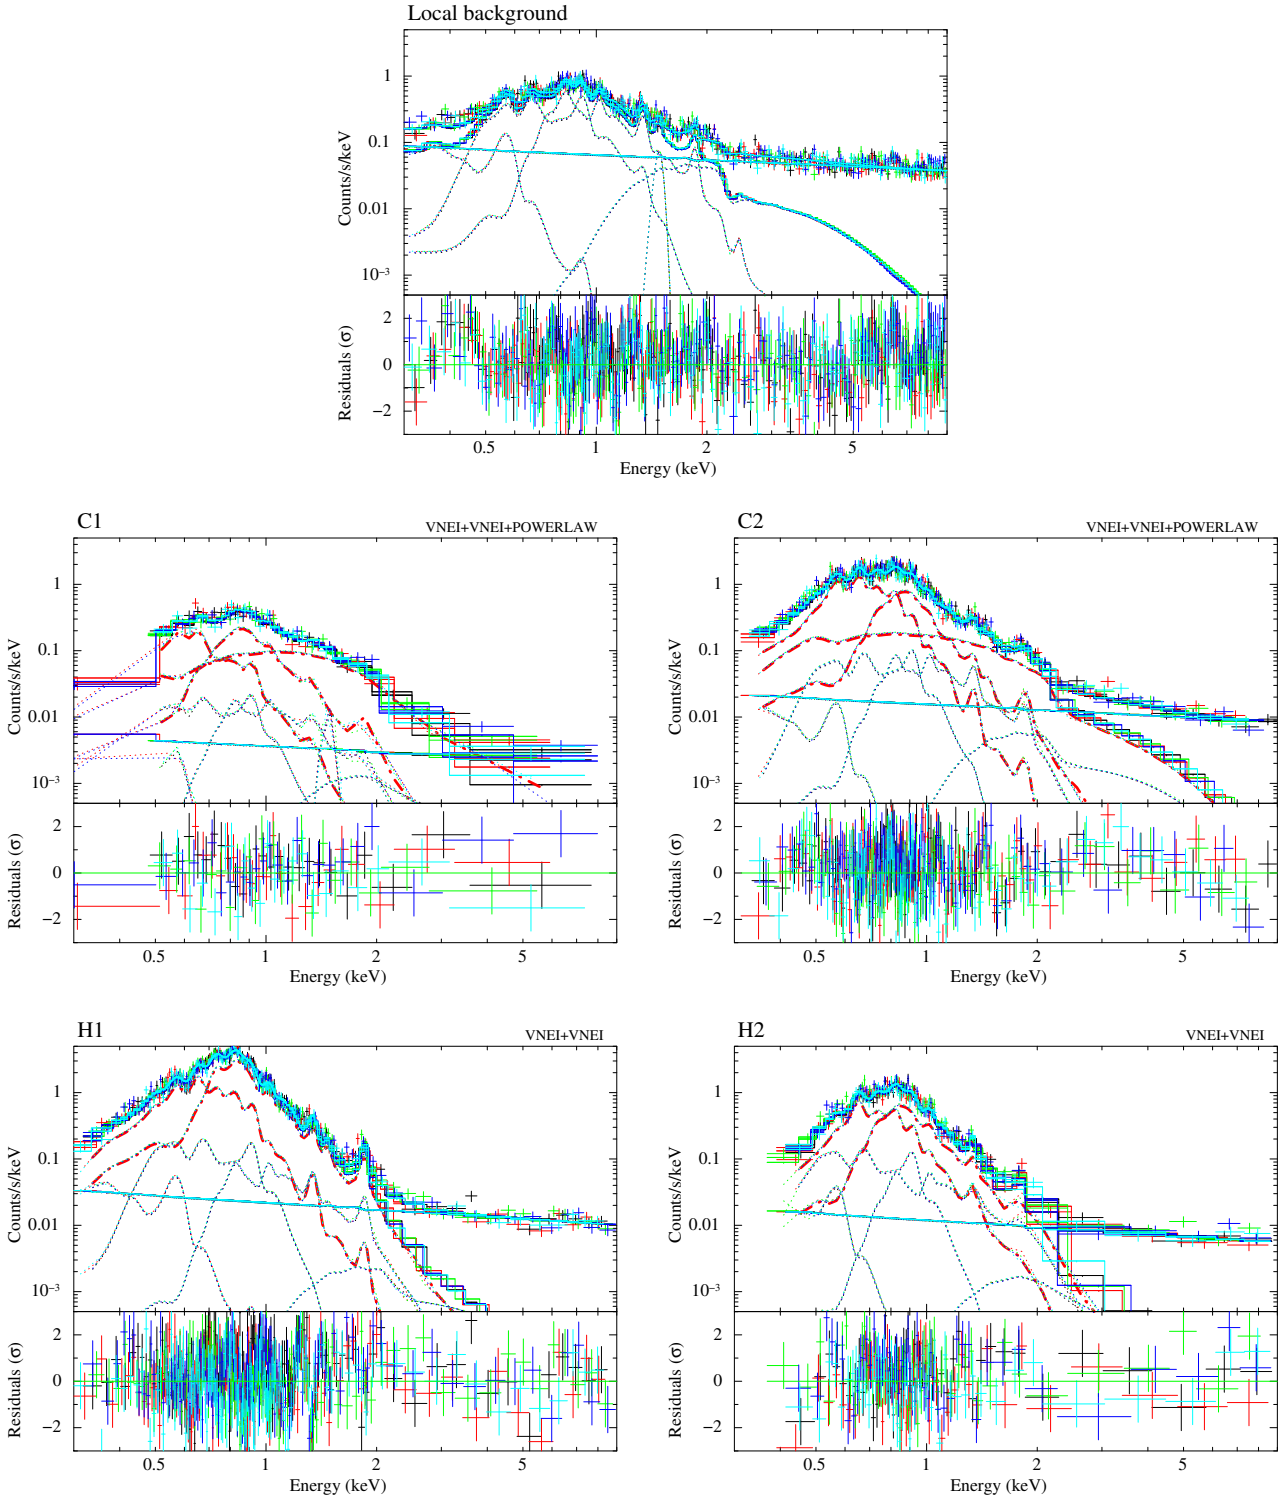 Local background
1
0.1
0.01
10⁻³
Counts/s/keV
2
0
−2
Residuals (σ)
0.5 1 2 5
Energy (keV)
C1 VNEI+VNEI+POWERLAW
1
0.1
0.01
10⁻³
Counts/s/keV
2
0
−2
Residuals (σ)
0.5 1 2 5
Energy (keV)
C2 VNEI+VNEI+POWERLAW
1
0.1
0.01
10⁻³
Counts/s/keV
2
0
−2
Residuals (σ)
0.5 1 2 5
Energy (keV)
H1 VNEI+VNEI
1
0.1
0.01
10⁻³
Counts/s/keV
2
0
−2
Residuals (σ)
0.5 1 2 5
Energy (keV)
H2 VNEI+VNEI
1
0.1
0.01
10⁻³
Counts/s/keV
2
0
−2
Residuals (σ)
0.5 1 2 5
Energy (keV)